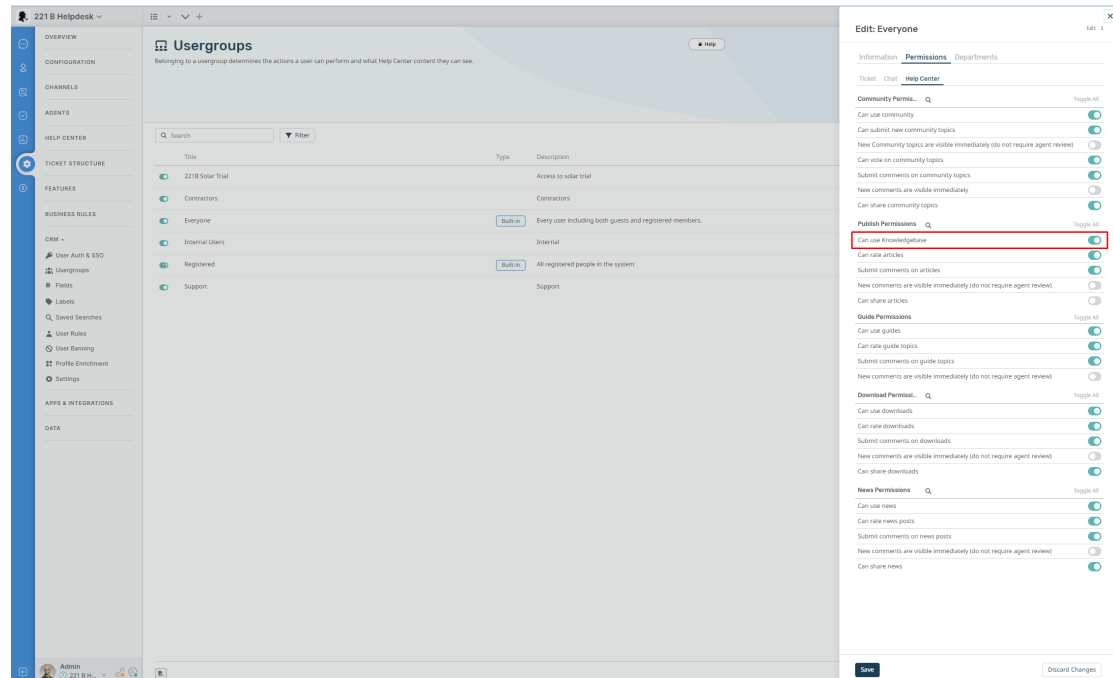 221 B Helpdesk
OVERVIEW
CONFIGURATION
CHANNELS
AGENTS
HELP CENTER
TICKET STRUCTURE
FEATURES
BUSINESS RULES
CRM
User Auth & SSO
Usergroups
Fields
Labels
Saved Searches
User Rules
User Banning
Profile Enrichment
Settings
APPS & INTEGRATIONS
DATA
Admin
221 B H...
Usergroups
Help
Belonging to a usergroup determines the actions a user can perform and what Help Center content they can see.
Search
Filter
Title Type Description
221B Solar Trial Access to solar trial
Contractors Contractors
Everyone Built-in Every user including both guests and registered members.
Internal Users Internal
Registered Built-in All registered people in the system
Support Support
Edit: Everyone
Information Permissions Departments
Ticket Chat Help Center
Community Permis... Toggle All
Can use community
Can submit new community topics
New Community topics are visible immediately (do not require agent review)
Can vote on community topics
Submit comments on community topics
New comments are visible immediately
Can share community topics
Publish Permissions Toggle All
Can use Knowledgebase
Can rate articles
Submit comments on articles
New comments are visible immediately (do not require agent review)
Can share articles
Guide Permissions Toggle All
Can use guides
Can rate guide topics
Submit comments on guide topics
New comments are visible immediately (do not require agent review)
Download Permissi... Toggle All
Can use downloads
Can rate downloads
Submit comments on downloads
New comments are visible immediately (do not require agent review)
Can share downloads
News Permissions Toggle All
Can use news
Can rate news posts
Submit comments on news posts
New comments are visible immediately (do not require agent review)
Can share news
Save Discard Changes